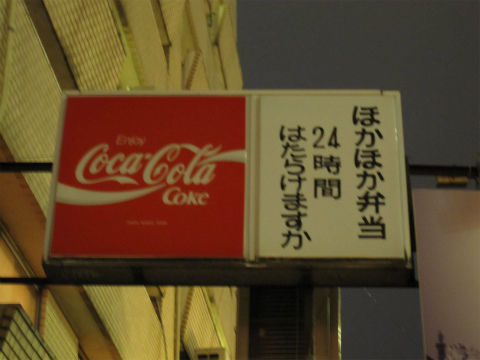 Enjoy
Coca-Cola
Coke
ほかほか弁当
24時間
はたらけますか